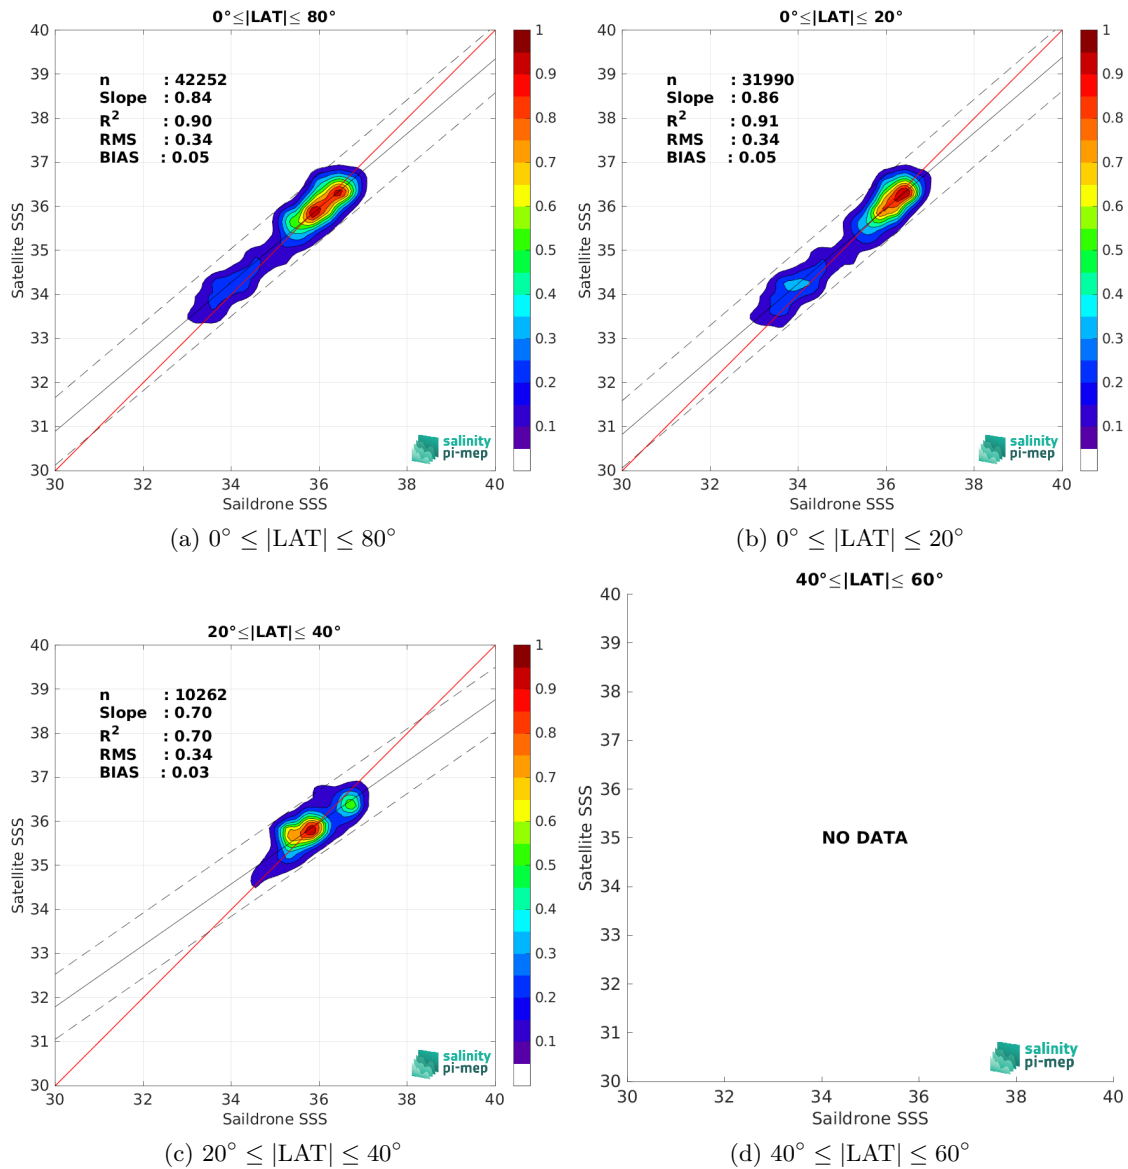 0°≤|LAT|≤ 80°
40
39
38
37
36
35
34
33
32
31
30
Satellite SSS
n : 42252
Slope : 0.84
R² : 0.90
RMS : 0.34
BIAS : 0.05
salinity
pi-mep
30 32 34 36 38 40
Saildrone SSS
1
0.9
0.8
0.7
0.6
0.5
0.4
0.3
0.2
0.1
(a) 0° ≤ |LAT| ≤ 80°
0°≤|LAT|≤ 20°
40
39
38
37
36
35
34
33
32
31
30
Satellite SSS
n : 31990
Slope : 0.86
R² : 0.91
RMS : 0.34
BIAS : 0.05
salinity
pi-mep
30 32 34 36 38 40
Saildrone SSS
1
0.9
0.8
0.7
0.6
0.5
0.4
0.3
0.2
0.1
(b) 0° ≤ |LAT| ≤ 20°
20°≤|LAT|≤ 40°
40
39
38
37
36
35
34
33
32
31
30
Satellite SSS
n : 10262
Slope : 0.70
R² : 0.70
RMS : 0.34
BIAS : 0.03
salinity
pi-mep
30 32 34 36 38 40
Saildrone SSS
1
0.9
0.8
0.7
0.6
0.5
0.4
0.3
0.2
0.1
(c) 20° ≤ |LAT| ≤ 40°
40°≤|LAT|≤ 60°
40
39
38
37
36
35
34
33
32
31
30
Satellite SSS
NO DATA
salinity
pi-mep
30 32 34 36 38 40
Saildrone SSS
(d) 40° ≤ |LAT| ≤ 60°